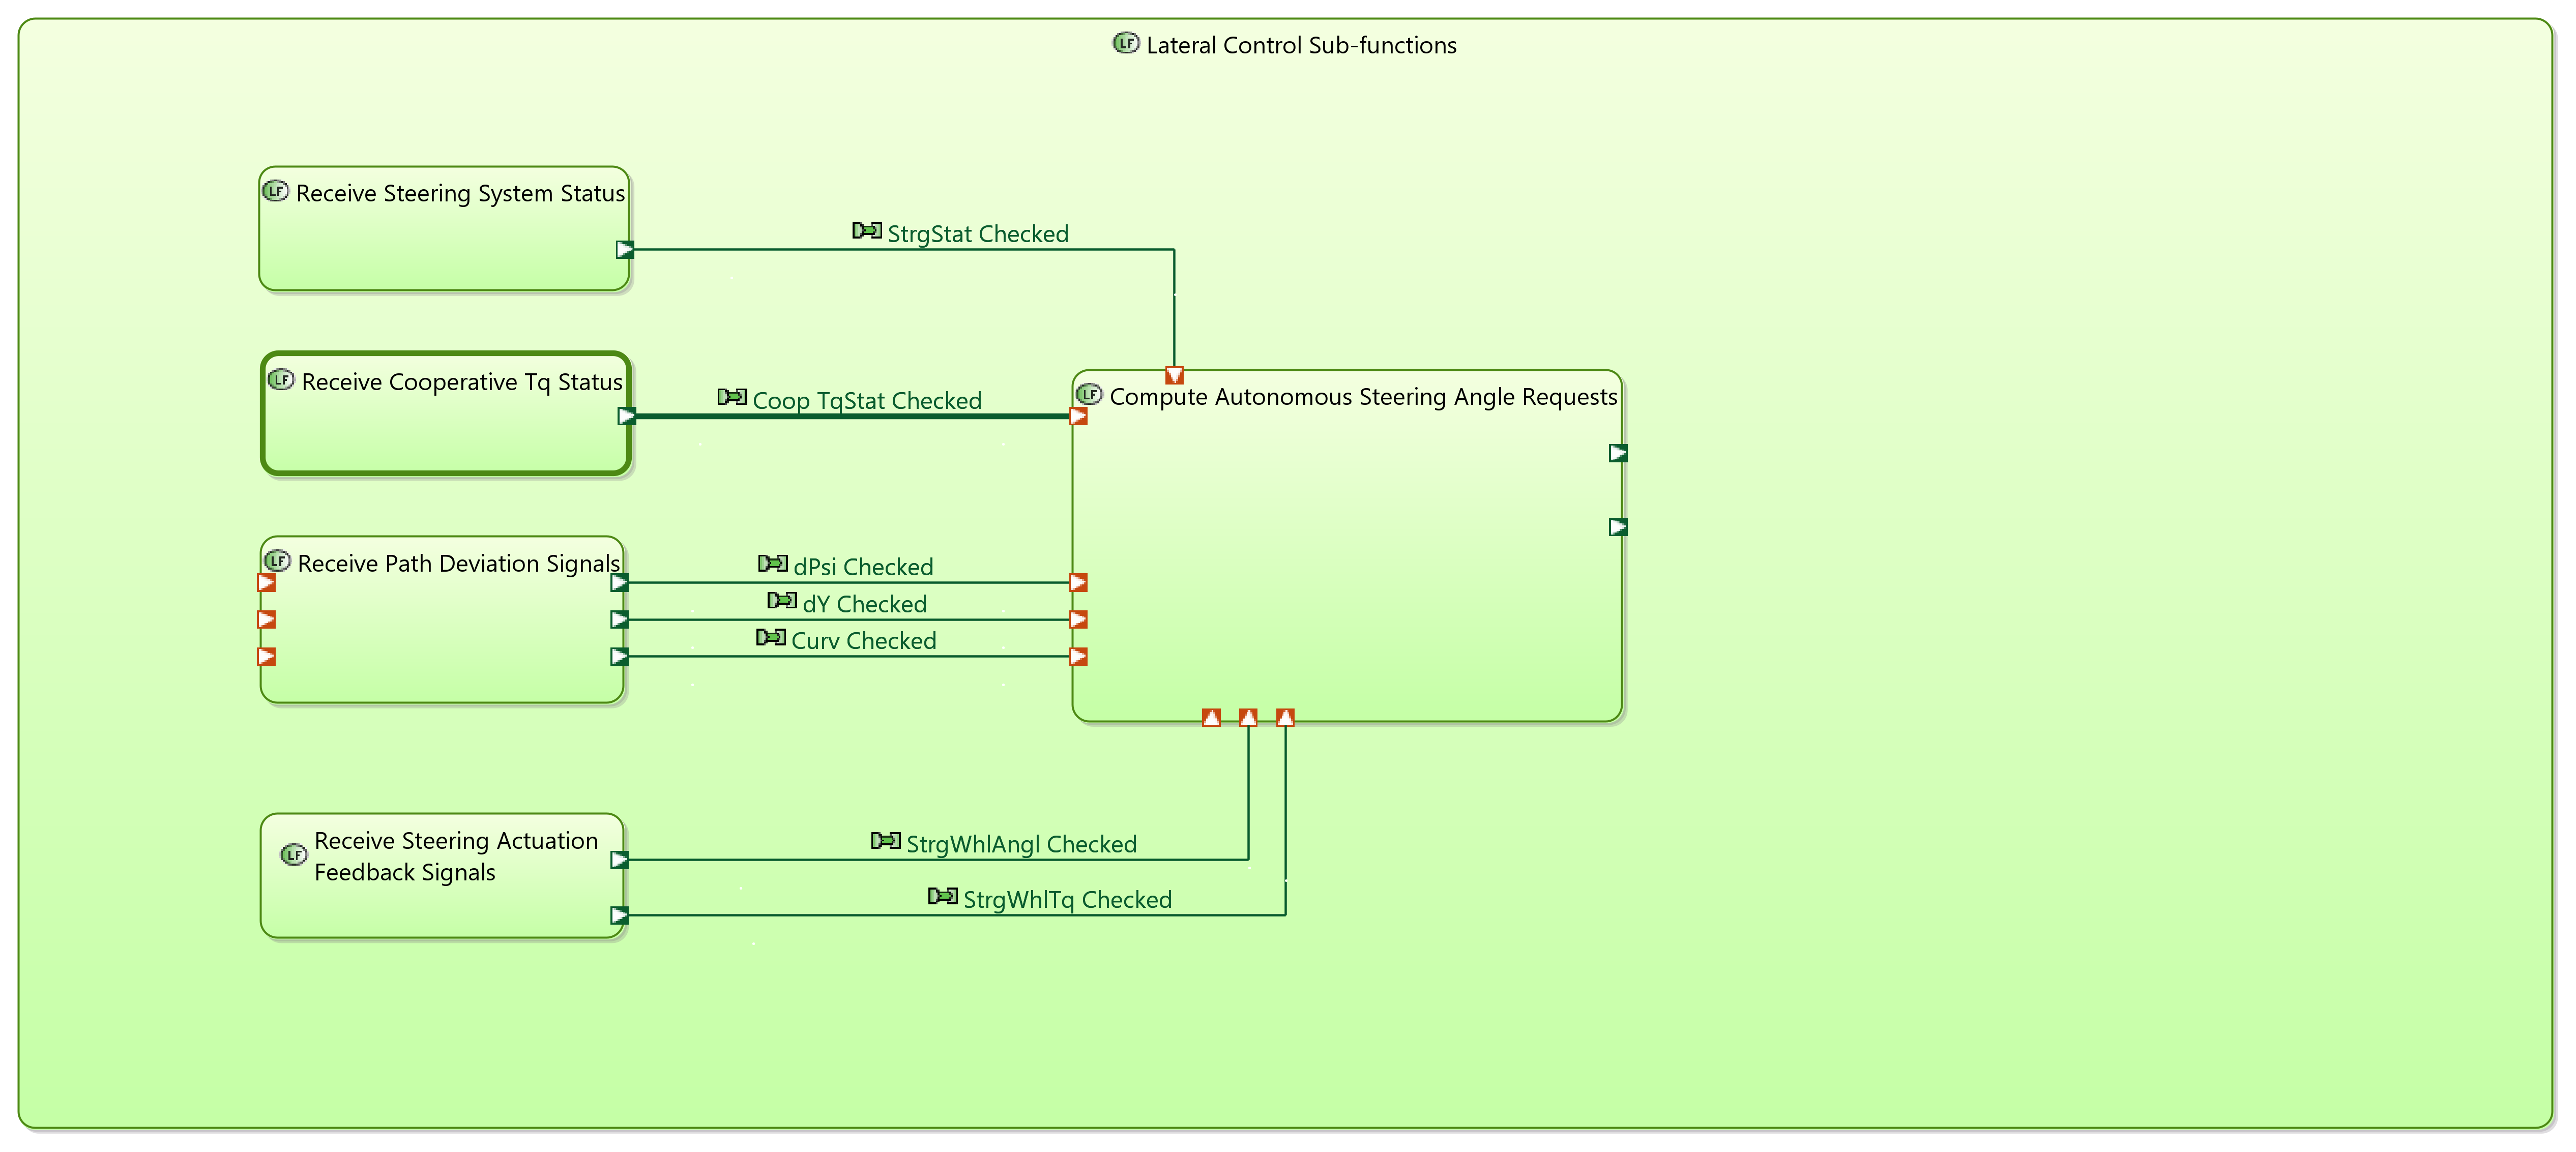 LF Lateral Control Sub-functions
LF Receive Steering System Status
StrgStat Checked
LF Receive Cooperative Tq Status
Coop TqStat Checked
LF Compute Autonomous Steering Angle Requests
LF Receive Path Deviation Signals
dPsi Checked
dY Checked
Curv Checked
LF Receive Steering Actuation
Feedback Signals
StrgWhlAngl Checked
StrgWhlTq Checked